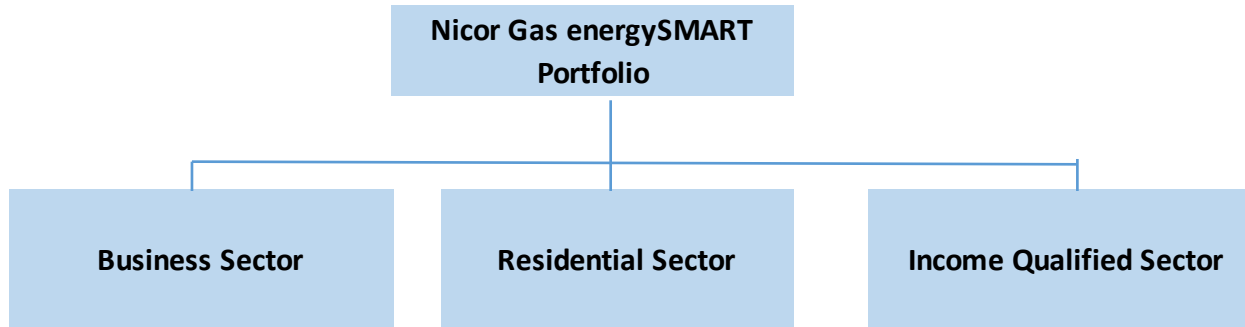 Nicor Gas energySMART
Portfolio
Business Sector
Residential Sector
Income Qualified Sector